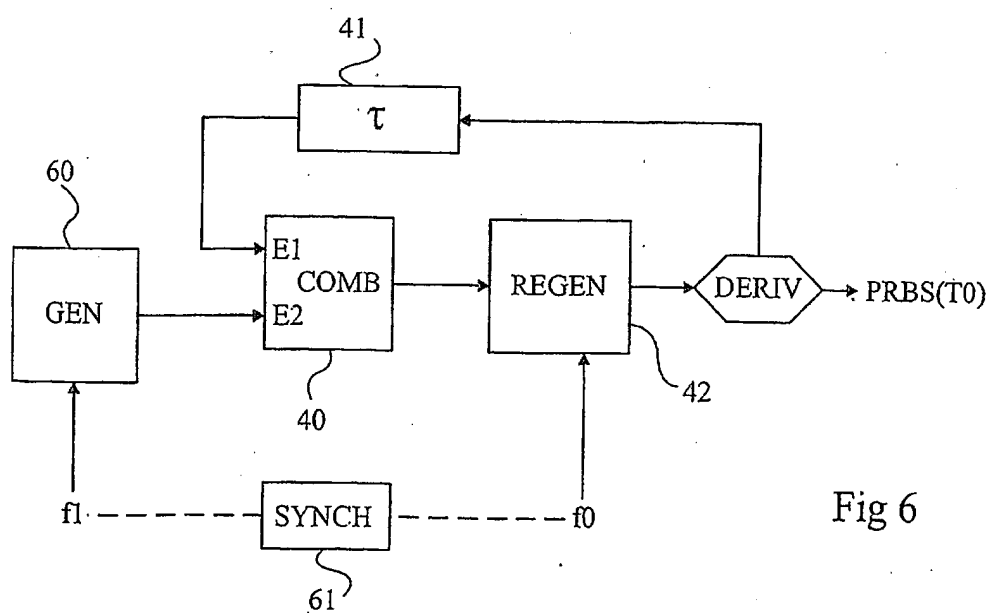 41
τ
60
E1
COMB
E2
GEN
REGEN
DERIV
PRBS(T0)
40
42
f1
SYNCH
f0
61
Fig 6